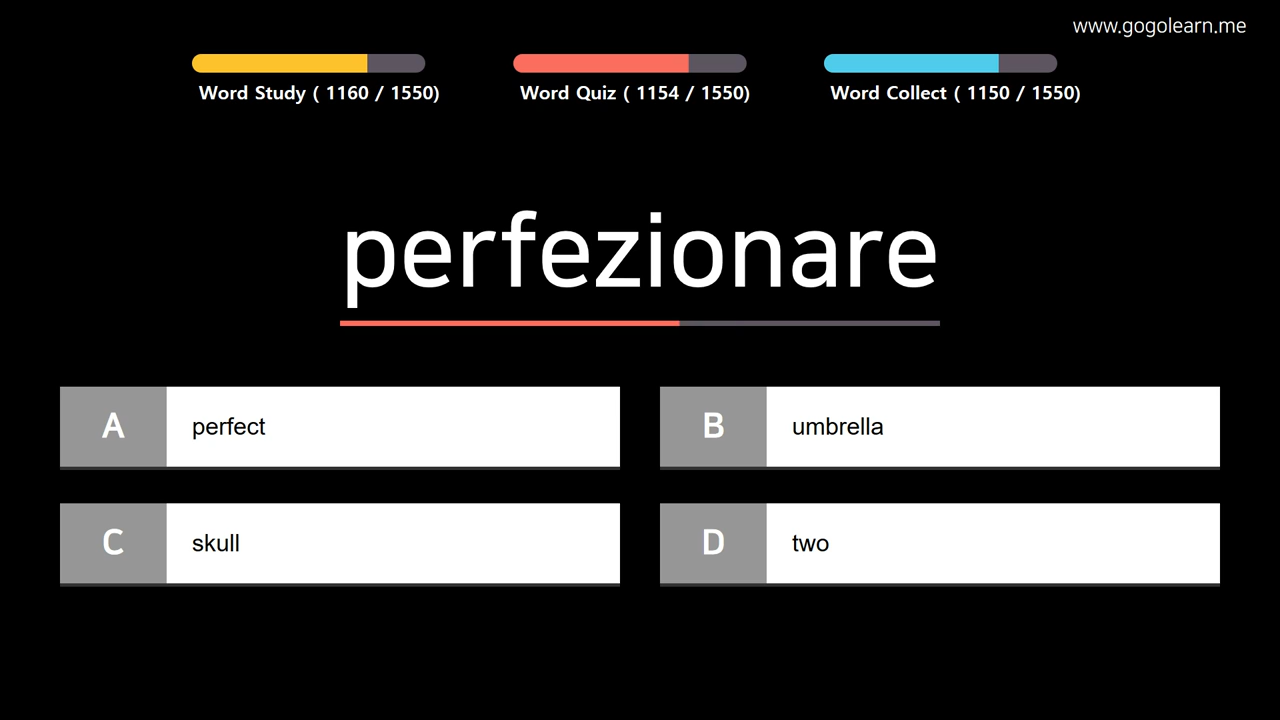 www.gogolearn.me
Word Study ( 1160 / 1550)
Word Quiz ( 1154 / 1550)
Word Collect ( 1150 / 1550)
perfezionare
A perfect
B umbrella
C skull
D two